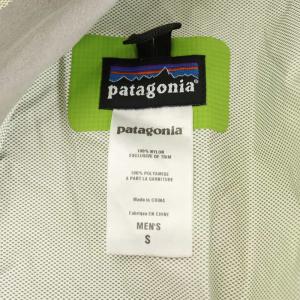 patagonia®
patagonia®
100% NYLON
EXCLUSIVE OF TRIM
100% POLYAMIDE
À PART LA GARNITURE
Made in CHINA
Fabriqué EN CHINE
MEN'S
S